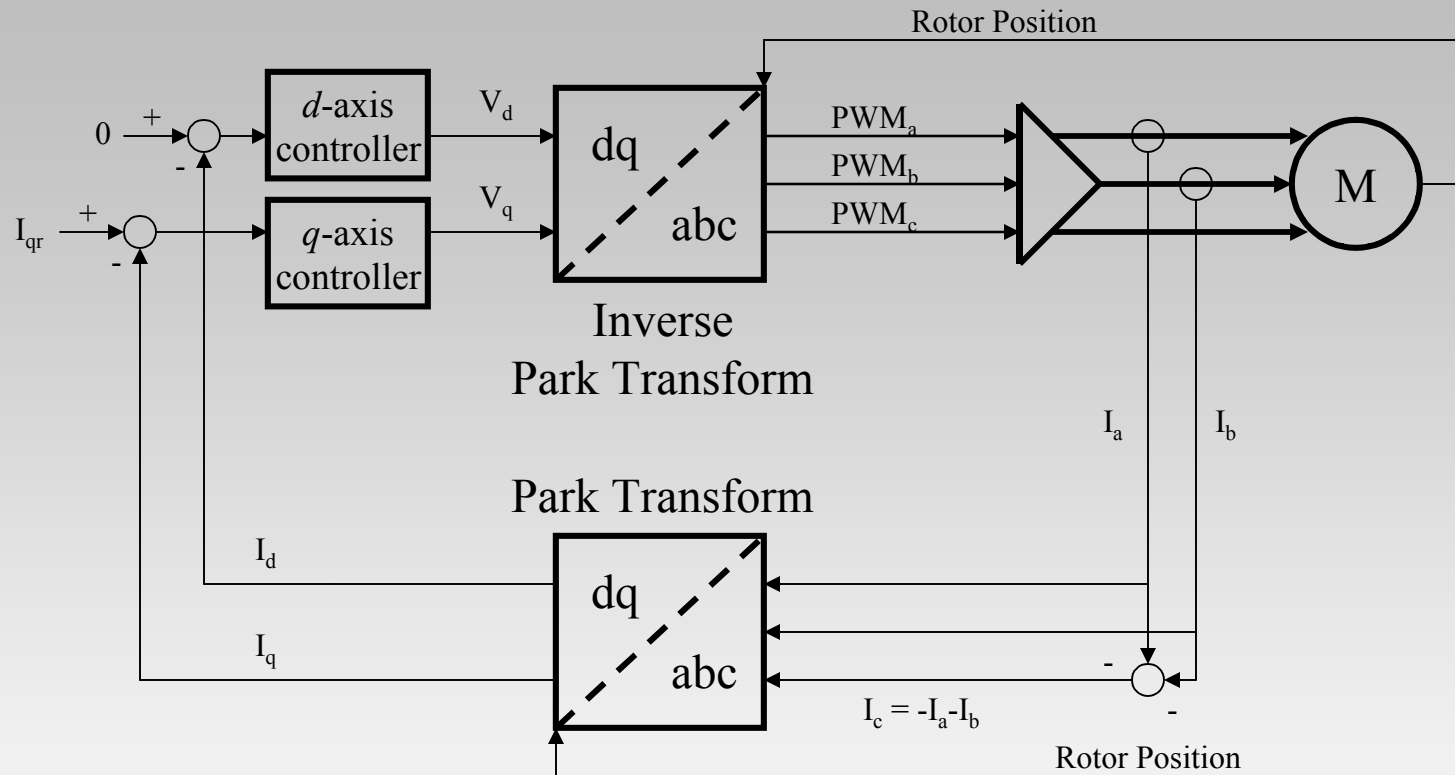 Rotor Position
0
+
-
d-axis
controller
V_d
dq
abc
PWM_a
PWM_b
PWM_c
M
I_qr
+
-
q-axis
controller
V_q
Inverse
Park Transform
I_a
I_b
Park Transform
I_d
I_q
dq
abc
-
-
I_c = -I_a-I_b
Rotor Position